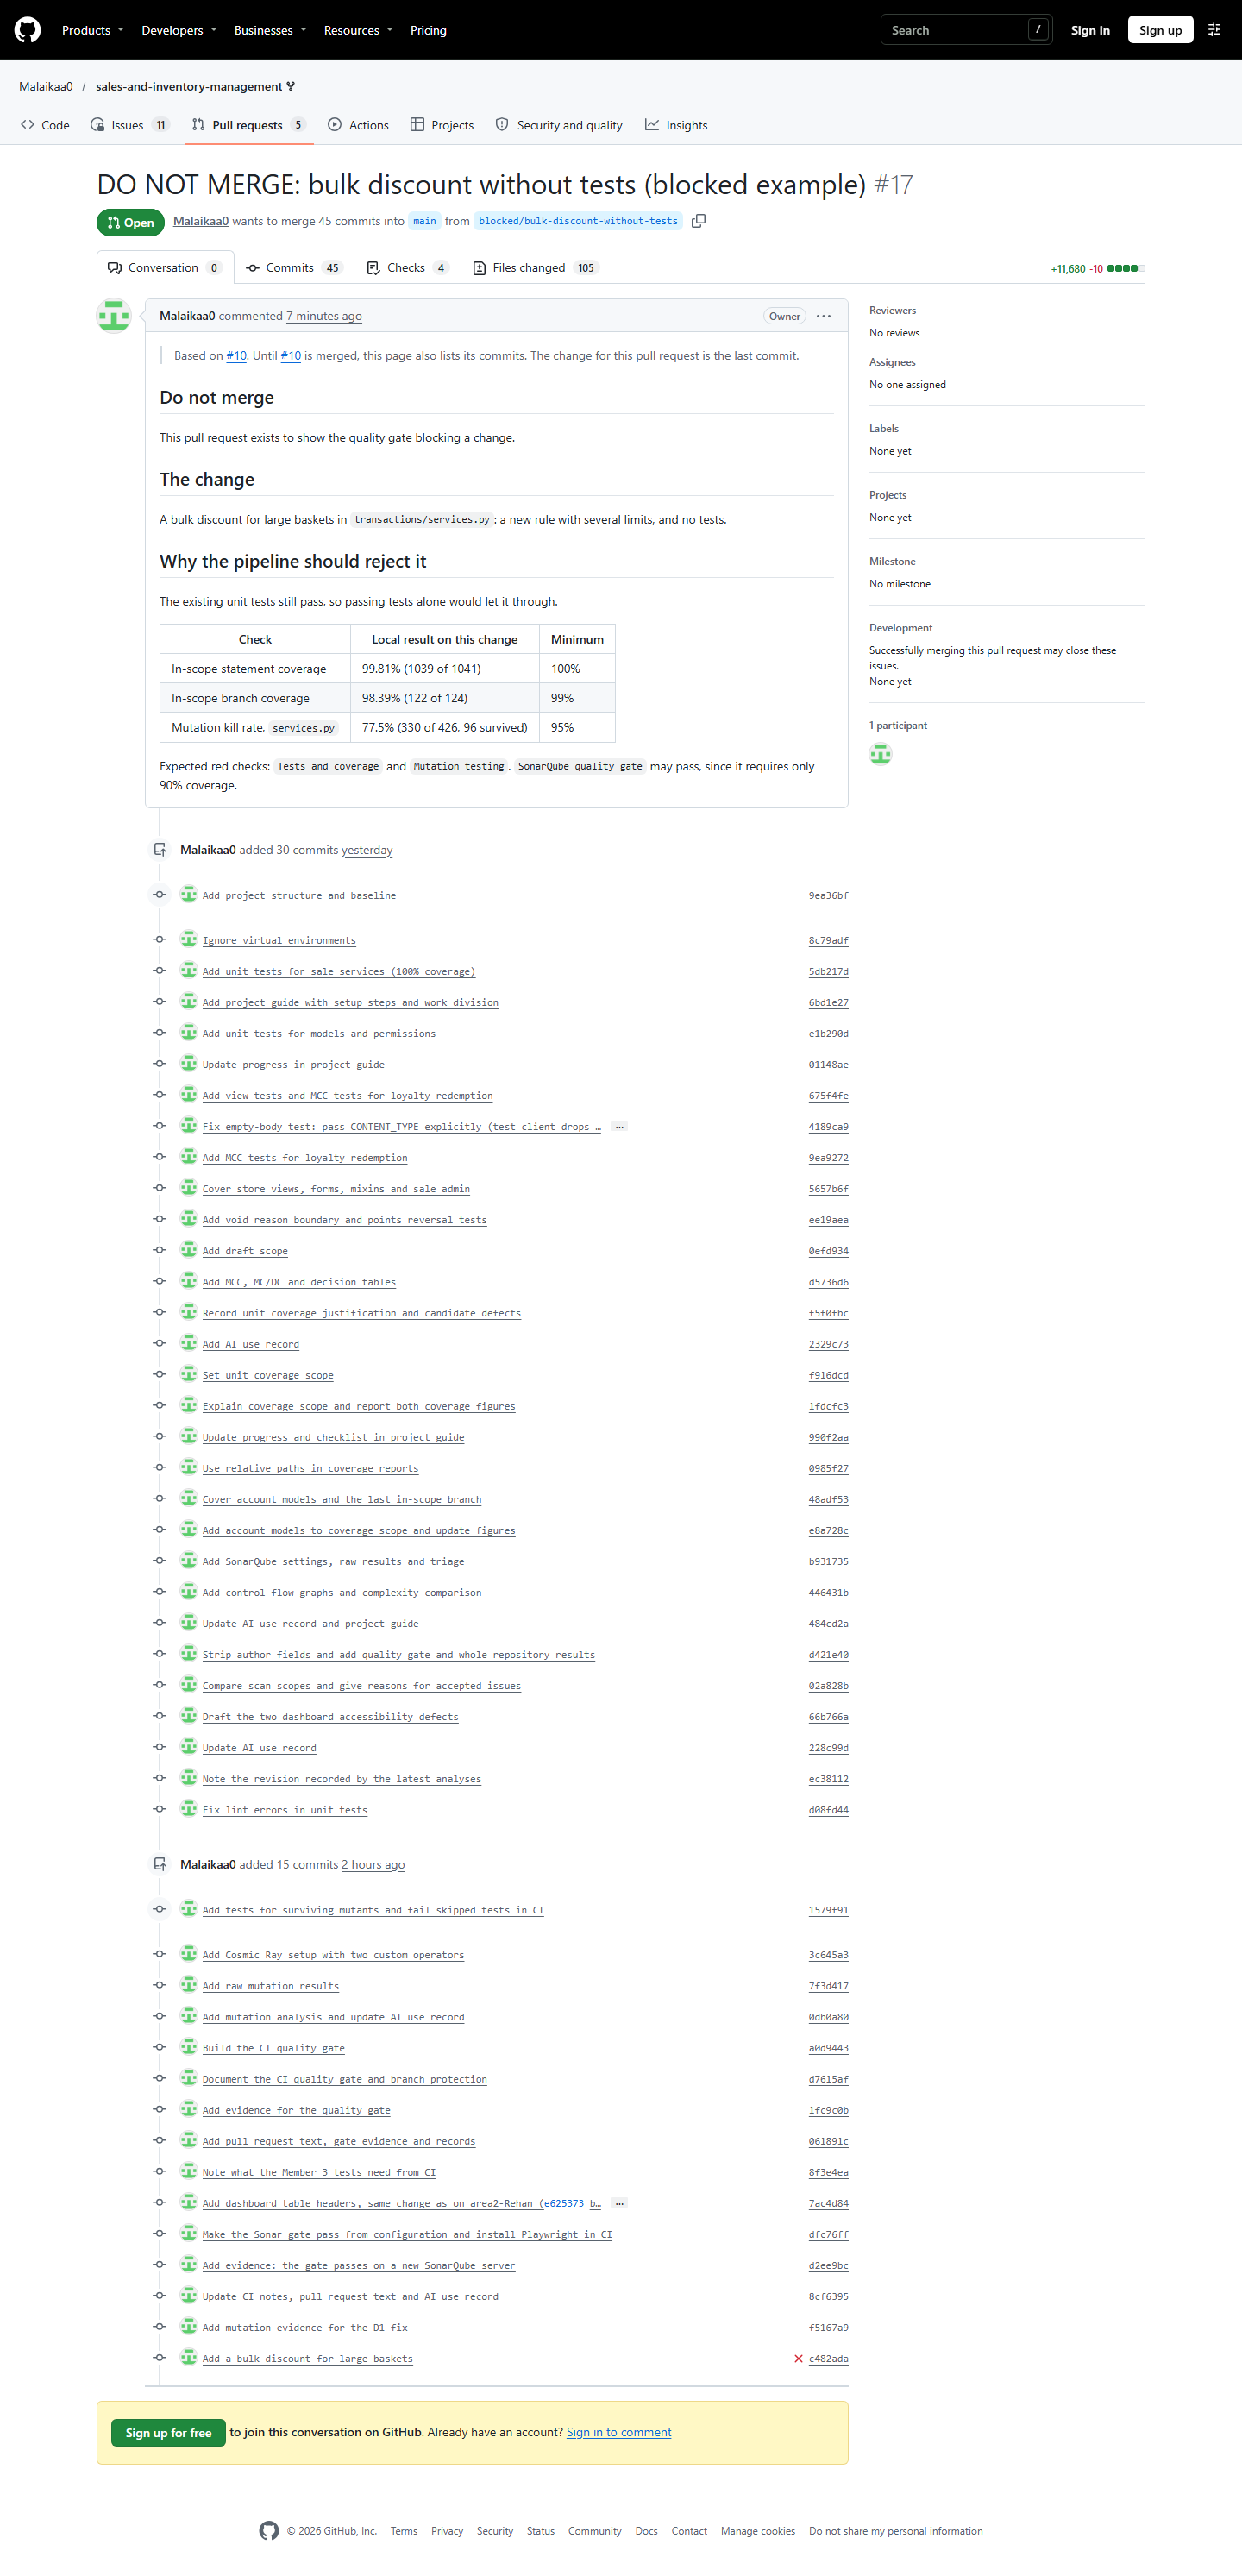 Products
Developers
Businesses
Resources
Pricing
Search /
Sign in
Sign up
Malaikaa0 / sales-and-inventory-management
Code
Issues 11
Pull requests 5
Actions
Projects
Security and quality
Insights
DO NOT MERGE: bulk discount without tests (blocked example) #17
Open
Malaikaa0 wants to merge 45 commits into main from blocked/bulk-discount-without-tests
Conversation 0
Commits 45
Checks 4
Files changed 105
+11,680 -10
Malaikaa0 commented 7 minutes ago
Owner
Based on #10. Until #10 is merged, this page also lists its commits. The change for this pull request is the last commit.
Do not merge
This pull request exists to show the quality gate blocking a change.
The change
A bulk discount for large baskets in transactions/services.py: a new rule with several limits, and no tests.
Why the pipeline should reject it
The existing unit tests still pass, so passing tests alone would let it through.
Check Local result on this change Minimum
In-scope statement coverage 99.81% (1039 of 1041) 100%
In-scope branch coverage 98.39% (122 of 124) 99%
Mutation kill rate, services.py 77.5% (330 of 426, 96 survived) 95%
Expected red checks: Tests and coverage and Mutation testing. SonarQube quality gate may pass, since it requires only
90% coverage.
Reviewers
No reviews
Assignees
No one assigned
Labels
None yet
Projects
None yet
Milestone
No milestone
Development
Successfully merging this pull request may close these
issues.
None yet
1 participant
Malaikaa0 added 30 commits yesterday
Add project structure and baseline 9ea36bf
Ignore virtual environments 8c79adf
Add unit tests for sale services (100% coverage) 5db217d
Add project guide with setup steps and work division 6bd1e27
Add unit tests for models and permissions e1b290d
Update progress in project guide 01148ae
Add view tests and MCC tests for loyalty redemption 675f4fe
Fix empty-body test: pass CONTENT_TYPE explicitly (test client drops … ... 4189ca9
Add MCC tests for loyalty redemption 9ea9272
Cover store views, forms, mixins and sale admin 5657b6f
Add void reason boundary and points reversal tests ee19aea
Add draft scope 0efd934
Add MCC, MC/DC and decision tables d5736d6
Record unit coverage justification and candidate defects f5f0fbc
Add AI use record 2329c73
Set unit coverage scope f916dcd
Explain coverage scope and report both coverage figures 1fdcfc3
Update progress and checklist in project guide 990f2aa
Use relative paths in coverage reports 0985f27
Cover account models and the last in-scope branch 48adf53
Add account models to coverage scope and update figures e8a728c
Add SonarQube settings, raw results and triage b931735
Add control flow graphs and complexity comparison 446431b
Update AI use record and project guide 484cd2a
Strip author fields and add quality gate and whole repository results d421e40
Compare scan scopes and give reasons for accepted issues 02a828b
Draft the two dashboard accessibility defects 66b766a
Update AI use record 228c99d
Note the revision recorded by the latest analyses ec38112
Fix lint errors in unit tests d08fd44
Malaikaa0 added 15 commits 2 hours ago
Add tests for surviving mutants and fail skipped tests in CI 1579f91
Add Cosmic Ray setup with two custom operators 3c645a3
Add raw mutation results 7f3d417
Add mutation analysis and update AI use record 0db0a80
Build the CI quality gate a0d9443
Document the CI quality gate and branch protection d7615af
Add evidence for the quality gate 1fc9c0b
Add pull request text, gate evidence and records 061891c
Note what the Member 3 tests need from CI 8f3e4ea
Add dashboard table headers, same change as on area2-Rehan (e625373 b… ... 7ac4d84
Make the Sonar gate pass from configuration and install Playwright in CI dfc76ff
Add evidence: the gate passes on a new SonarQube server d2ee9bc
Update CI notes, pull request text and AI use record 8cf6395
Add mutation evidence for the D1 fix f5167a9
Add a bulk discount for large baskets c482ada
Sign up for free to join this conversation on GitHub. Already have an account? Sign in to comment
© 2026 GitHub, Inc. Terms Privacy Security Status Community Docs Contact Manage cookies Do not share my personal information